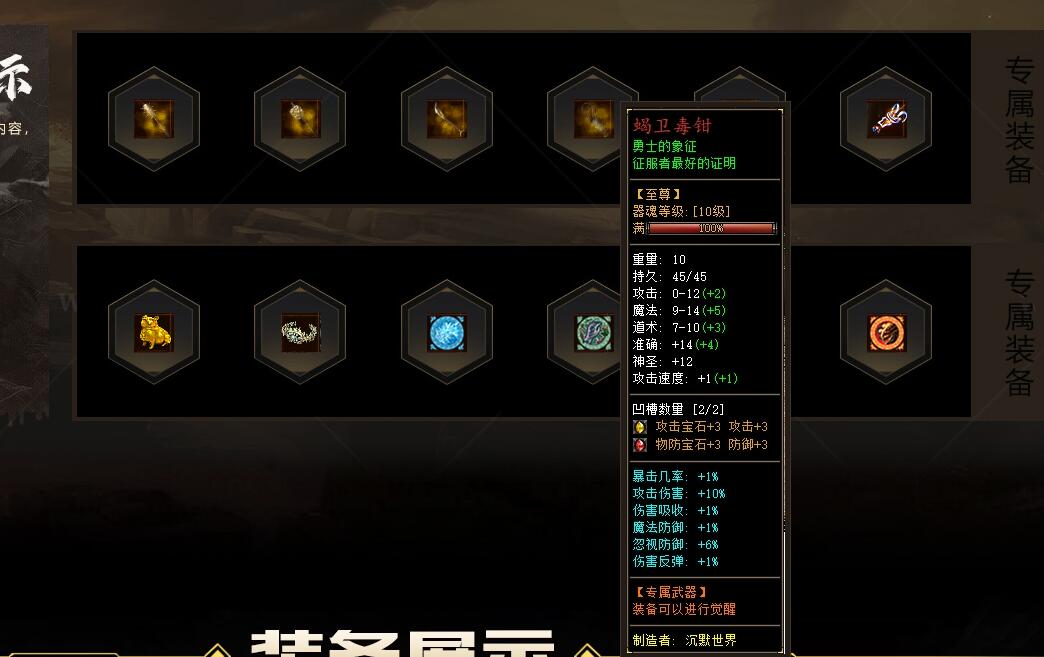 示
内容，
专属装备
蝎卫毒钳
勇士的象征
征服者最好的证明
【至尊】
器魂等级:[10级]
满 100%
重量: 10
持久: 45/45
攻击: 0-12(+2)
魔法: 9-14(+5)
道术: 7-10(+3)
准确: +14(+4)
神圣: +12
攻击速度: +1(+1)
凹槽数量 [2/2]
攻击宝石+3 攻击+3
物防宝石+3 防御+3
暴击几率: +1%
攻击伤害: +10%
伤害吸收: +1%
魔法防御: +1%
忽视防御: +6%
伤害反弹: +1%
【专属武器】
装备可以进行觉醒
制造者: 沉默世界
专属装备
装备展示